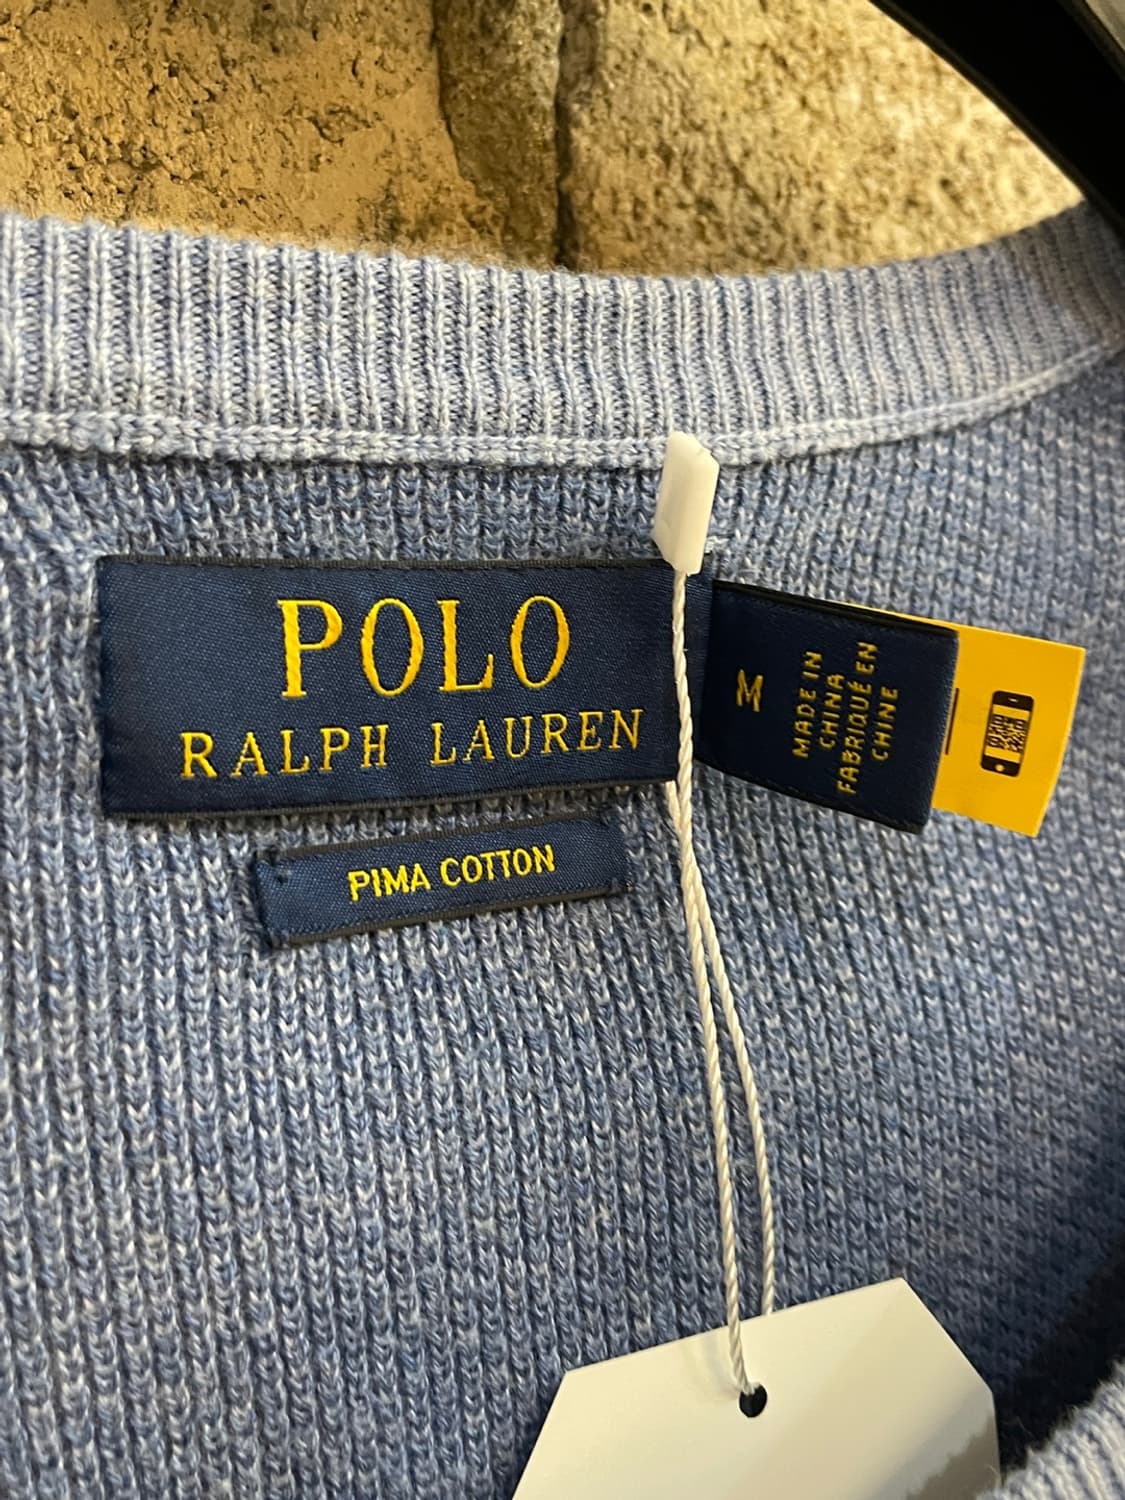 POLO
RALPH LAUREN
PIMA COTTON
M
MADE IN
CHINA
FABRIQUÉ EN
CHINE